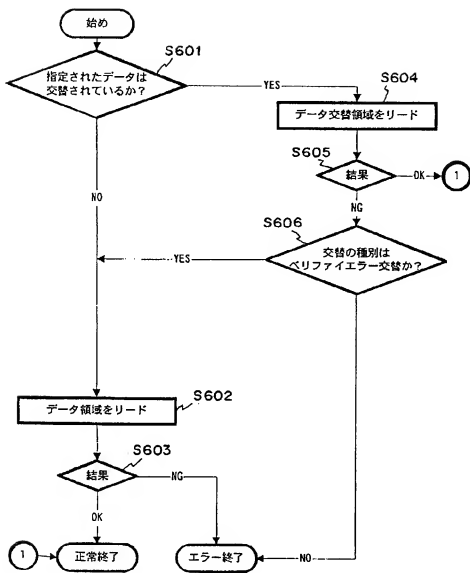 始め
S601
指定されたデータは
交替されているか?
YES
S604
データ交替領域をリード
S605
結果
OK
1
NG
S606
NO
交替の種別は
ベリファイエラー交替か?
YES
S602
データ領域をリード
S603
結果
NG
OK
1
正常終了
エラー終了
NO